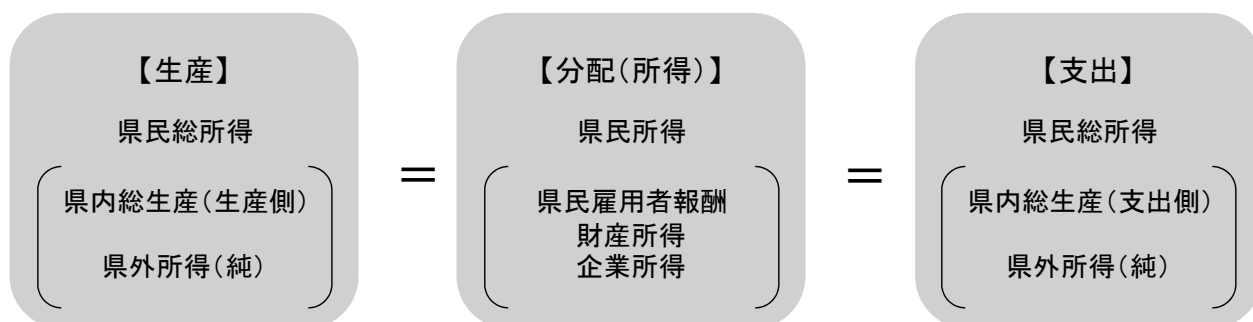 【生産】
県民総所得
県内総生産(生産側)
県外所得(純)
=
【分配(所得)】
県民所得
県民雇用者報酬
財産所得
企業所得
=
【支出】
県民総所得
県内総生産(支出側)
県外所得(純)